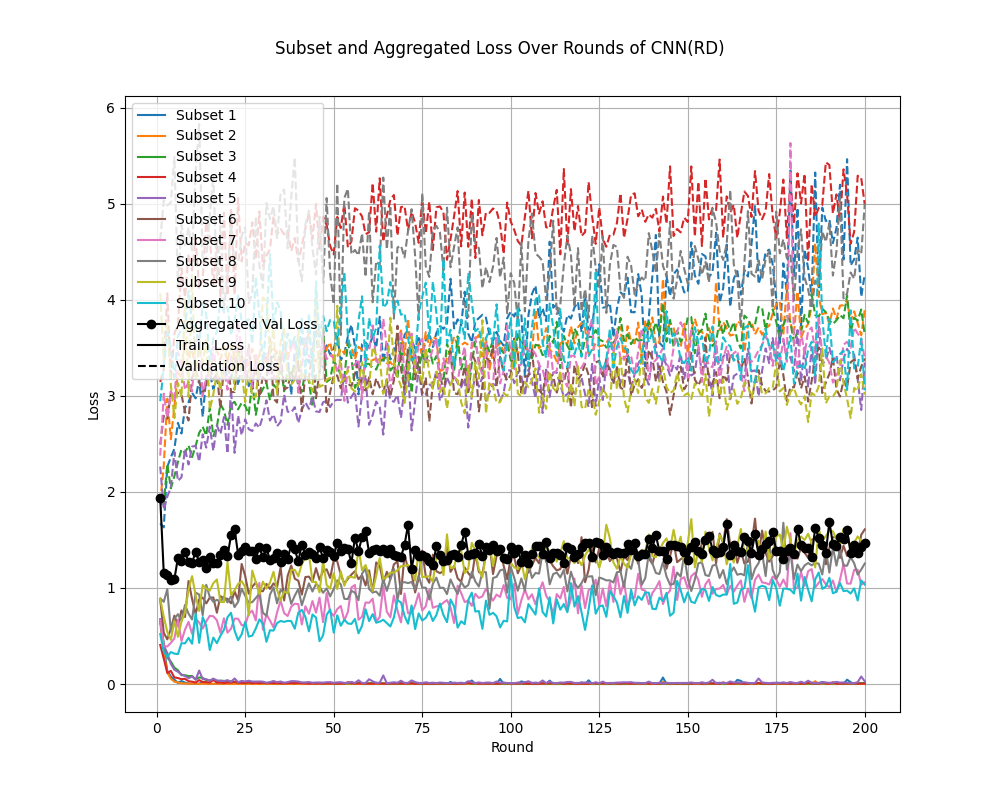 Subset and Aggregated Loss Over Rounds of CNN(RD)
6
5
4
3
2
1
0
Loss
Subset 1
Subset 2
Subset 3
Subset 4
Subset 5
Subset 6
Subset 7
Subset 8
Subset 9
Subset 10
Aggregated Val Loss
Train Loss
Validation Loss
0 25 50 75 100 125 150 175 200
Round